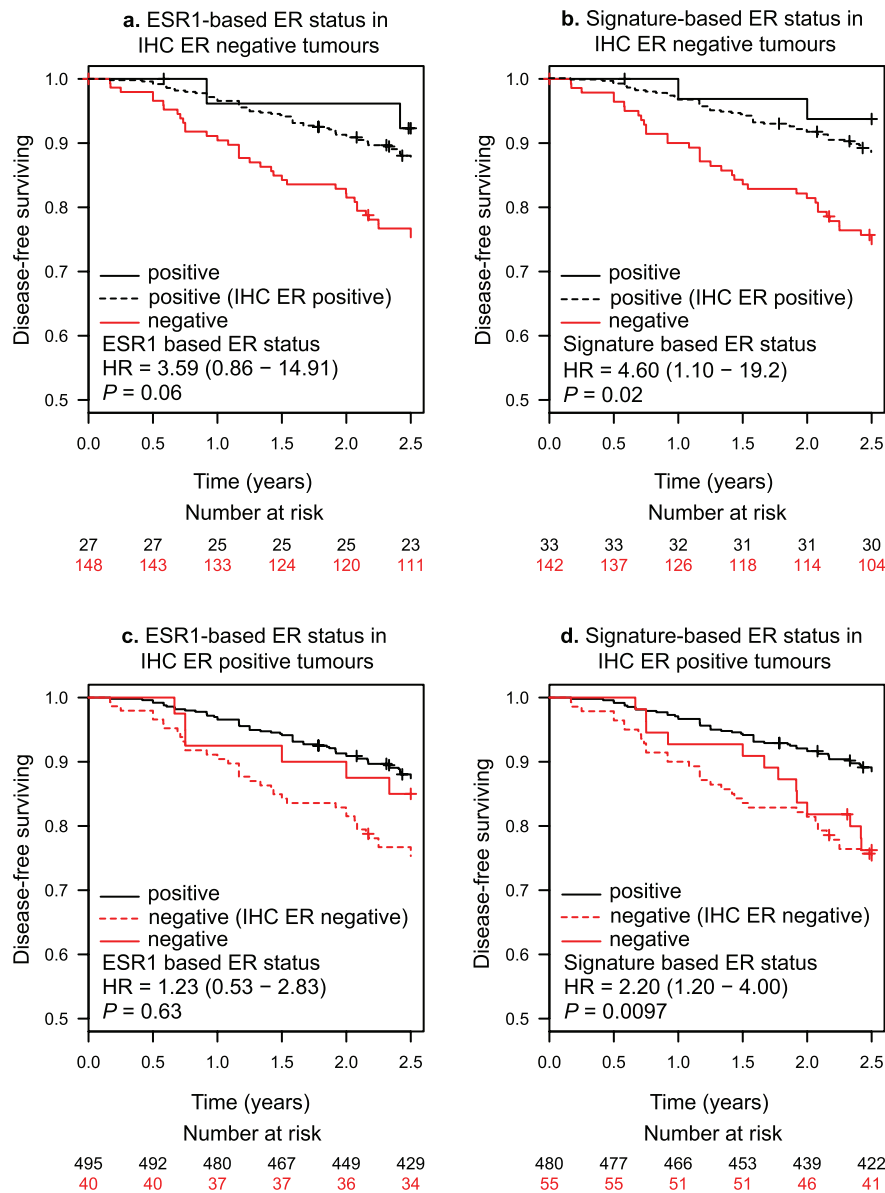 a. ESR1-based ER status in
IHC ER negative tumours
1.0
0.9
0.8
0.7
0.6
0.5
Disease-free surviving
positive
positive (IHC ER positive)
negative
ESR1 based ER status
HR = 3.59 (0.86 − 14.91)
P = 0.06
0.0 0.5 1.0 1.5 2.0 2.5
Time (years)
Number at risk
27 27 25 25 25 23
148 143 133 124 120 111
b. Signature-based ER status in
IHC ER negative tumours
1.0
0.9
0.8
0.7
0.6
0.5
Disease-free surviving
positive
positive (IHC ER positive)
negative
Signature based ER status
HR = 4.60 (1.10 − 19.2)
P = 0.02
0.0 0.5 1.0 1.5 2.0 2.5
Time (years)
Number at risk
33 33 32 31 31 30
142 137 126 118 114 104
c. ESR1-based ER status in
IHC ER positive tumours
1.0
0.9
0.8
0.7
0.6
0.5
Disease-free surviving
positive
negative (IHC ER negative)
negative
ESR1 based ER status
HR = 1.23 (0.53 − 2.83)
P = 0.63
0.0 0.5 1.0 1.5 2.0 2.5
Time (years)
Number at risk
495 492 480 467 449 429
40 40 37 37 36 34
d. Signature-based ER status in
IHC ER positive tumours
1.0
0.9
0.8
0.7
0.6
0.5
Disease-free surviving
positive
negative (IHC ER negative)
negative
Signature based ER status
HR = 2.20 (1.20 − 4.00)
P = 0.0097
0.0 0.5 1.0 1.5 2.0 2.5
Time (years)
Number at risk
480 477 466 453 439 422
55 55 51 51 46 41